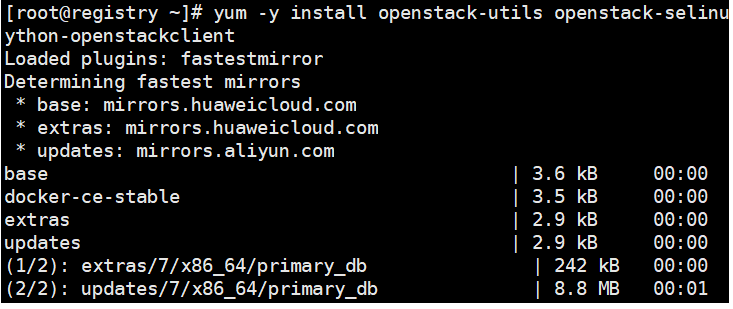 [root@registry ~]# yum -y install openstack-utils openstack-selinu
ython-openstackclient
Loaded plugins: fastestmirror
Determining fastest mirrors
 * base: mirrors.huaweicloud.com
 * extras: mirrors.huaweicloud.com
 * updates: mirrors.aliyun.com
base | 3.6 kB 00:00
docker-ce-stable | 3.5 kB 00:00
extras | 2.9 kB 00:00
updates | 2.9 kB 00:00
(1/2): extras/7/x86_64/primary_db | 242 kB 00:00
(2/2): updates/7/x86_64/primary_db | 8.8 MB 00:01